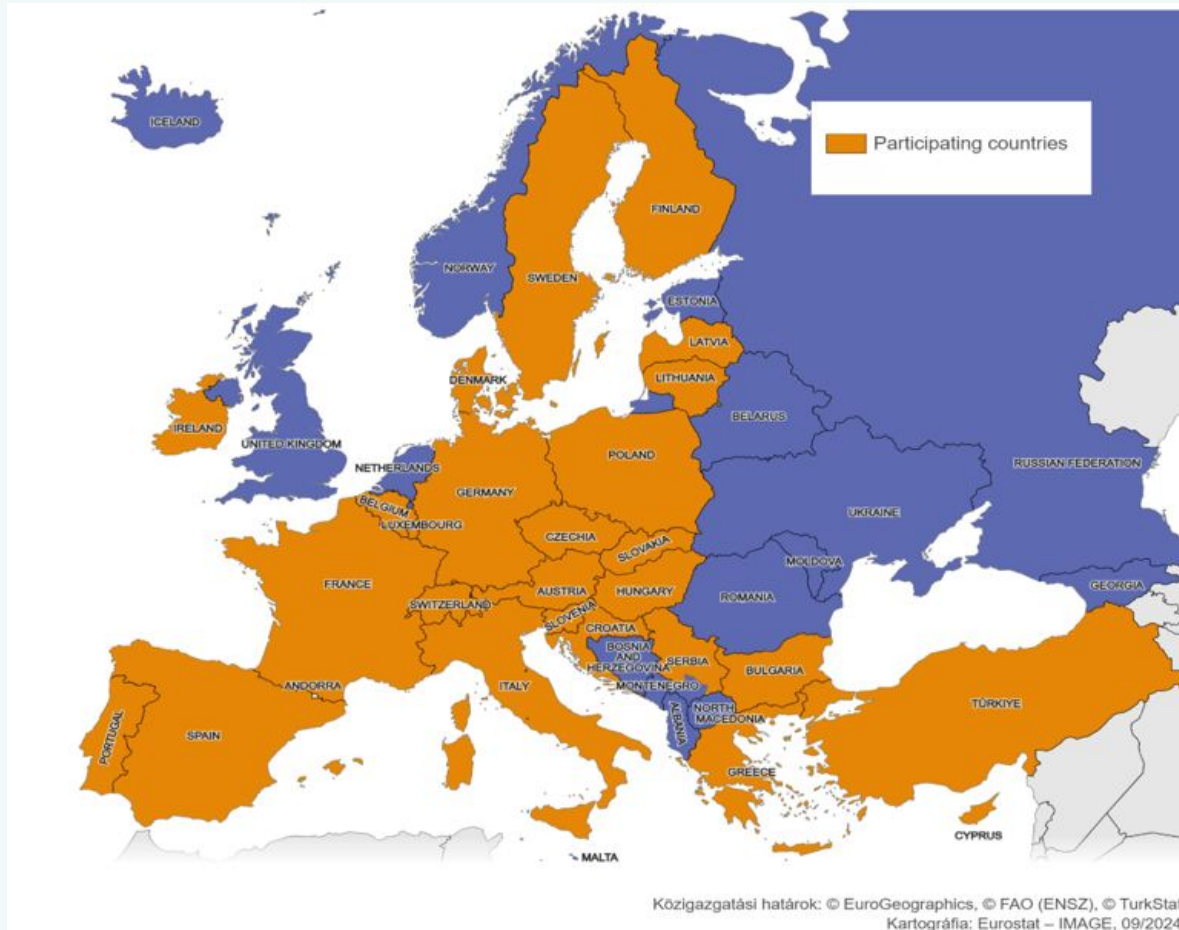 ICELAND
Participating countries
FINLAND
NORWAY
SWEDEN
ESTONIA
LATVIA
DENMARK
LITHUANIA
BELARUS
IRELAND
UNITED KINGDOM
NETHERLANDS
POLAND
RUSSIAN FEDERATION
GERMANY
BELGIUM
LUXEMBOURG
UKRAINE
CZECHIA
SLOVAKIA
MOLDOVA
FRANCE
AUSTRIA
HUNGARY
ROMANIA
GEORGIA
SWITZERLAND
SLOVENIA
CROATIA
BOSNIA
AND
HERZEGOVINA
SERBIA
BULGARIA
ANDORRA
ITALY
MONTENEGRO
TÜRKİYE
PORTUGAL
SPAIN
ALBANIA
NORTH
MACEDONIA
GREECE
CYPRUS
MALTA
Közigazgatási határok: © EuroGeographics, © FAO (ENSZ), © TurkStat
Kartográfia: Eurostat – IMAGE, 09/2024